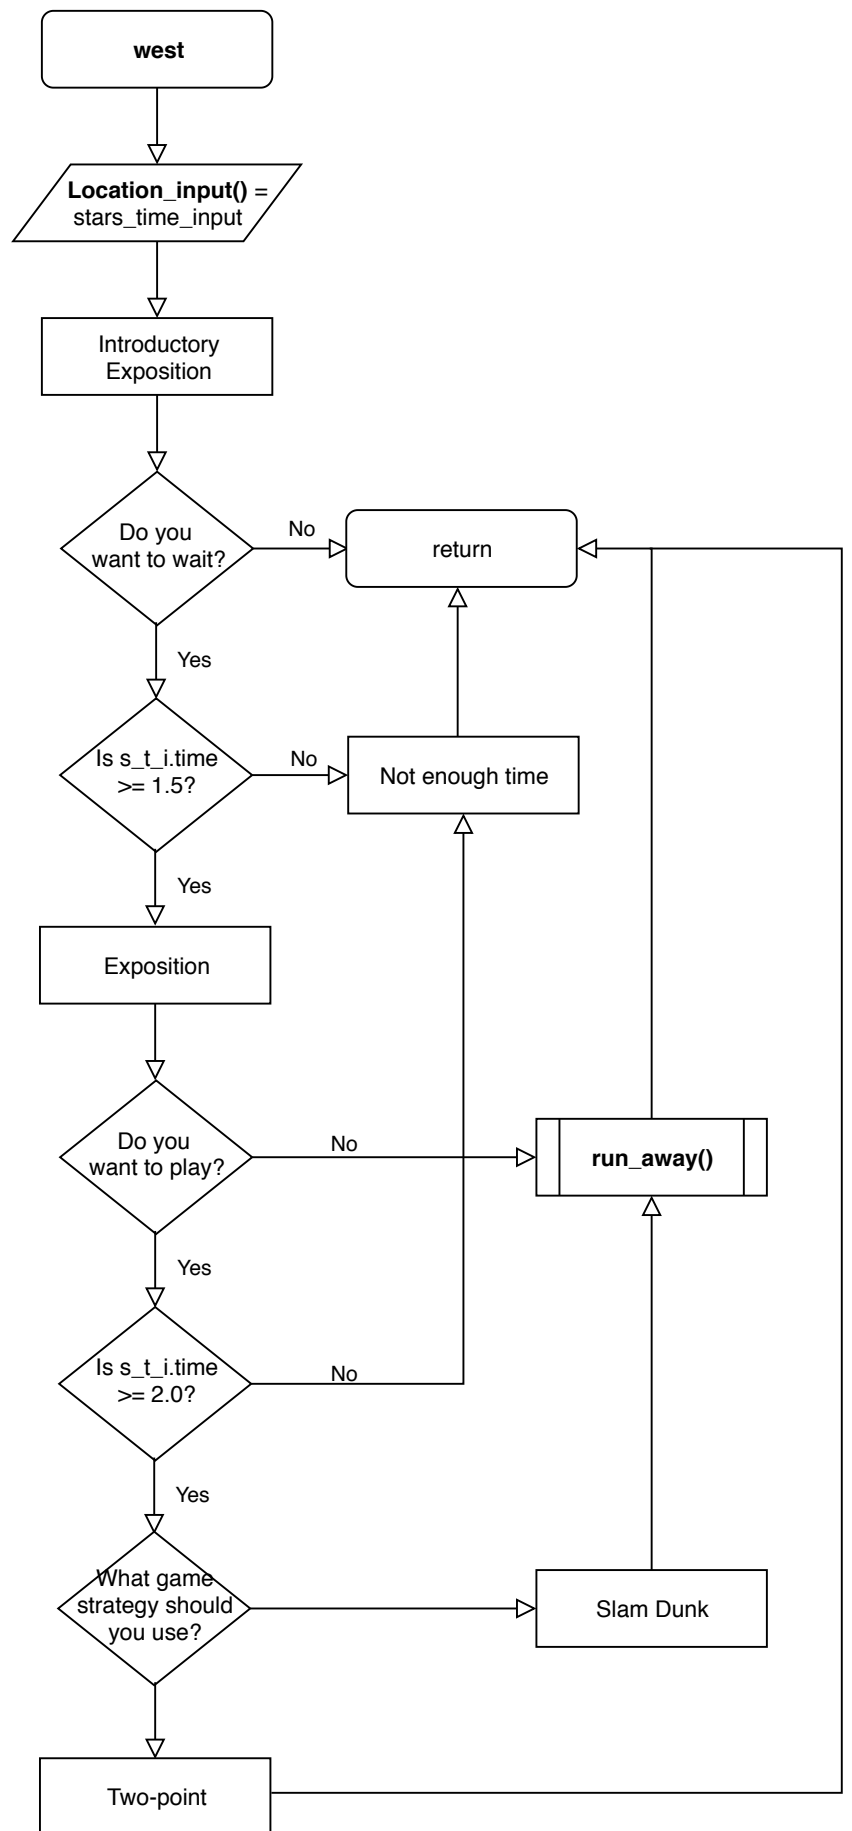 west
Location_input() =
stars_time_input
Introductory
Exposition
Do you
want to wait?
No
return
Yes
Is s_t_i.time
>= 1.5?
No
Not enough time
Yes
Exposition
Do you
want to play?
No
run_away()
Yes
Is s_t_i.time
>= 2.0?
No
Yes
What game
strategy should
you use?
Slam Dunk
Two-point